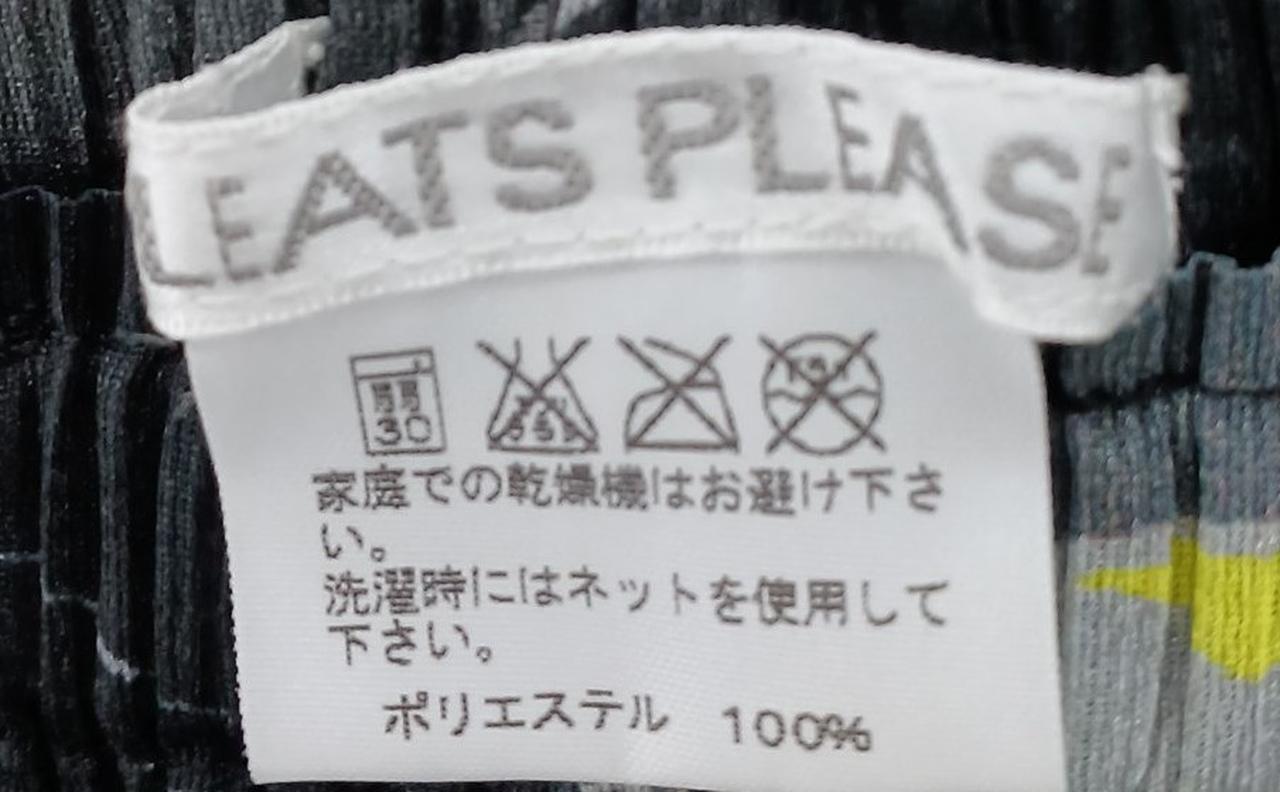 LEATS PLEASE
弱 30
家庭での乾燥機はお避け下さ
い。
洗濯時にはネットを使用して
下さい。
ポリエステル 100%